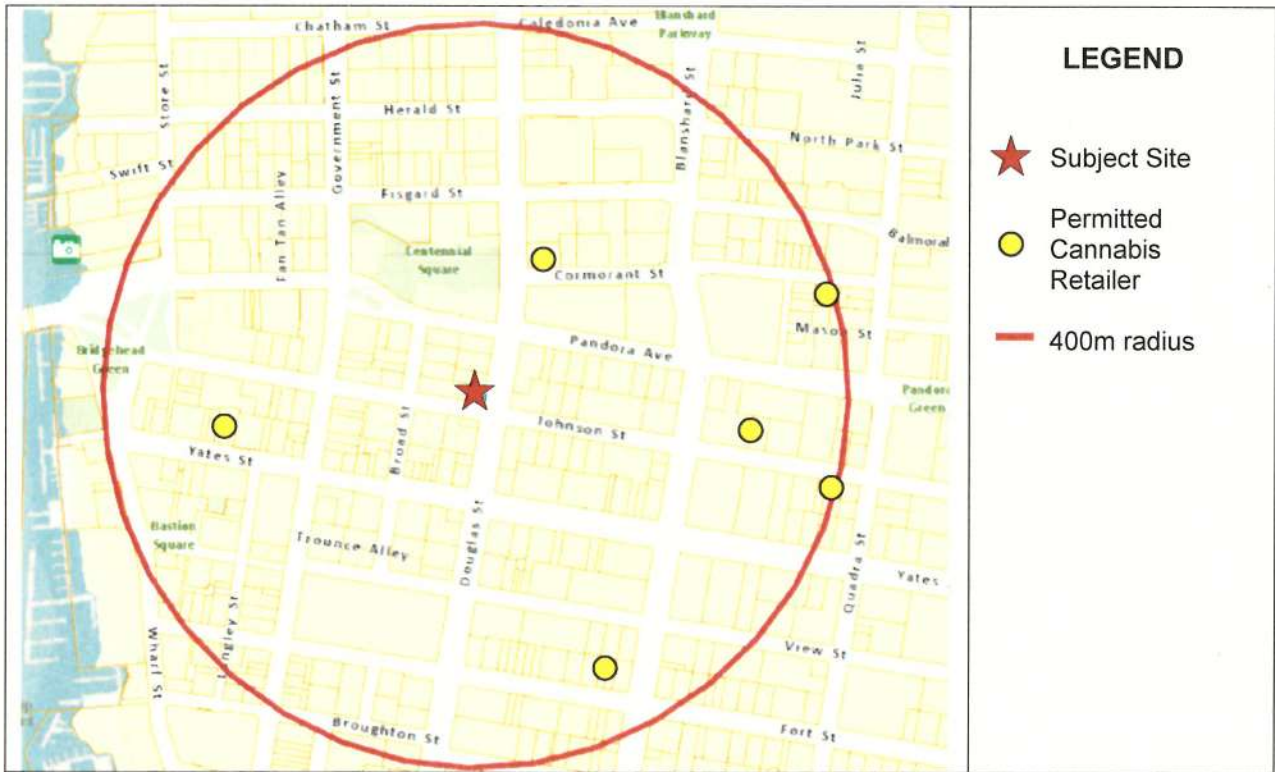 Chatham St
Caledonia Ave
Blanshard
Parkway
Store St
Government St
Herald St
Blanshard St
Julia St
North Park St
Swift St
Fan Tan Alley
Fisgard St
Centennial
Square
Cormorant St
Balmoral
Mason St
Pandora Ave
Bridgehead
Green
Pandora
Green
Broad St
Johnson St
Yates St
Bastion
Square
Trounce Alley
Douglas St
Quadra St
Yates
Langley St
Wharf St
View St
Broughton St
Fort St
LEGEND
Subject Site
Permitted
Cannabis
Retailer
400m radius